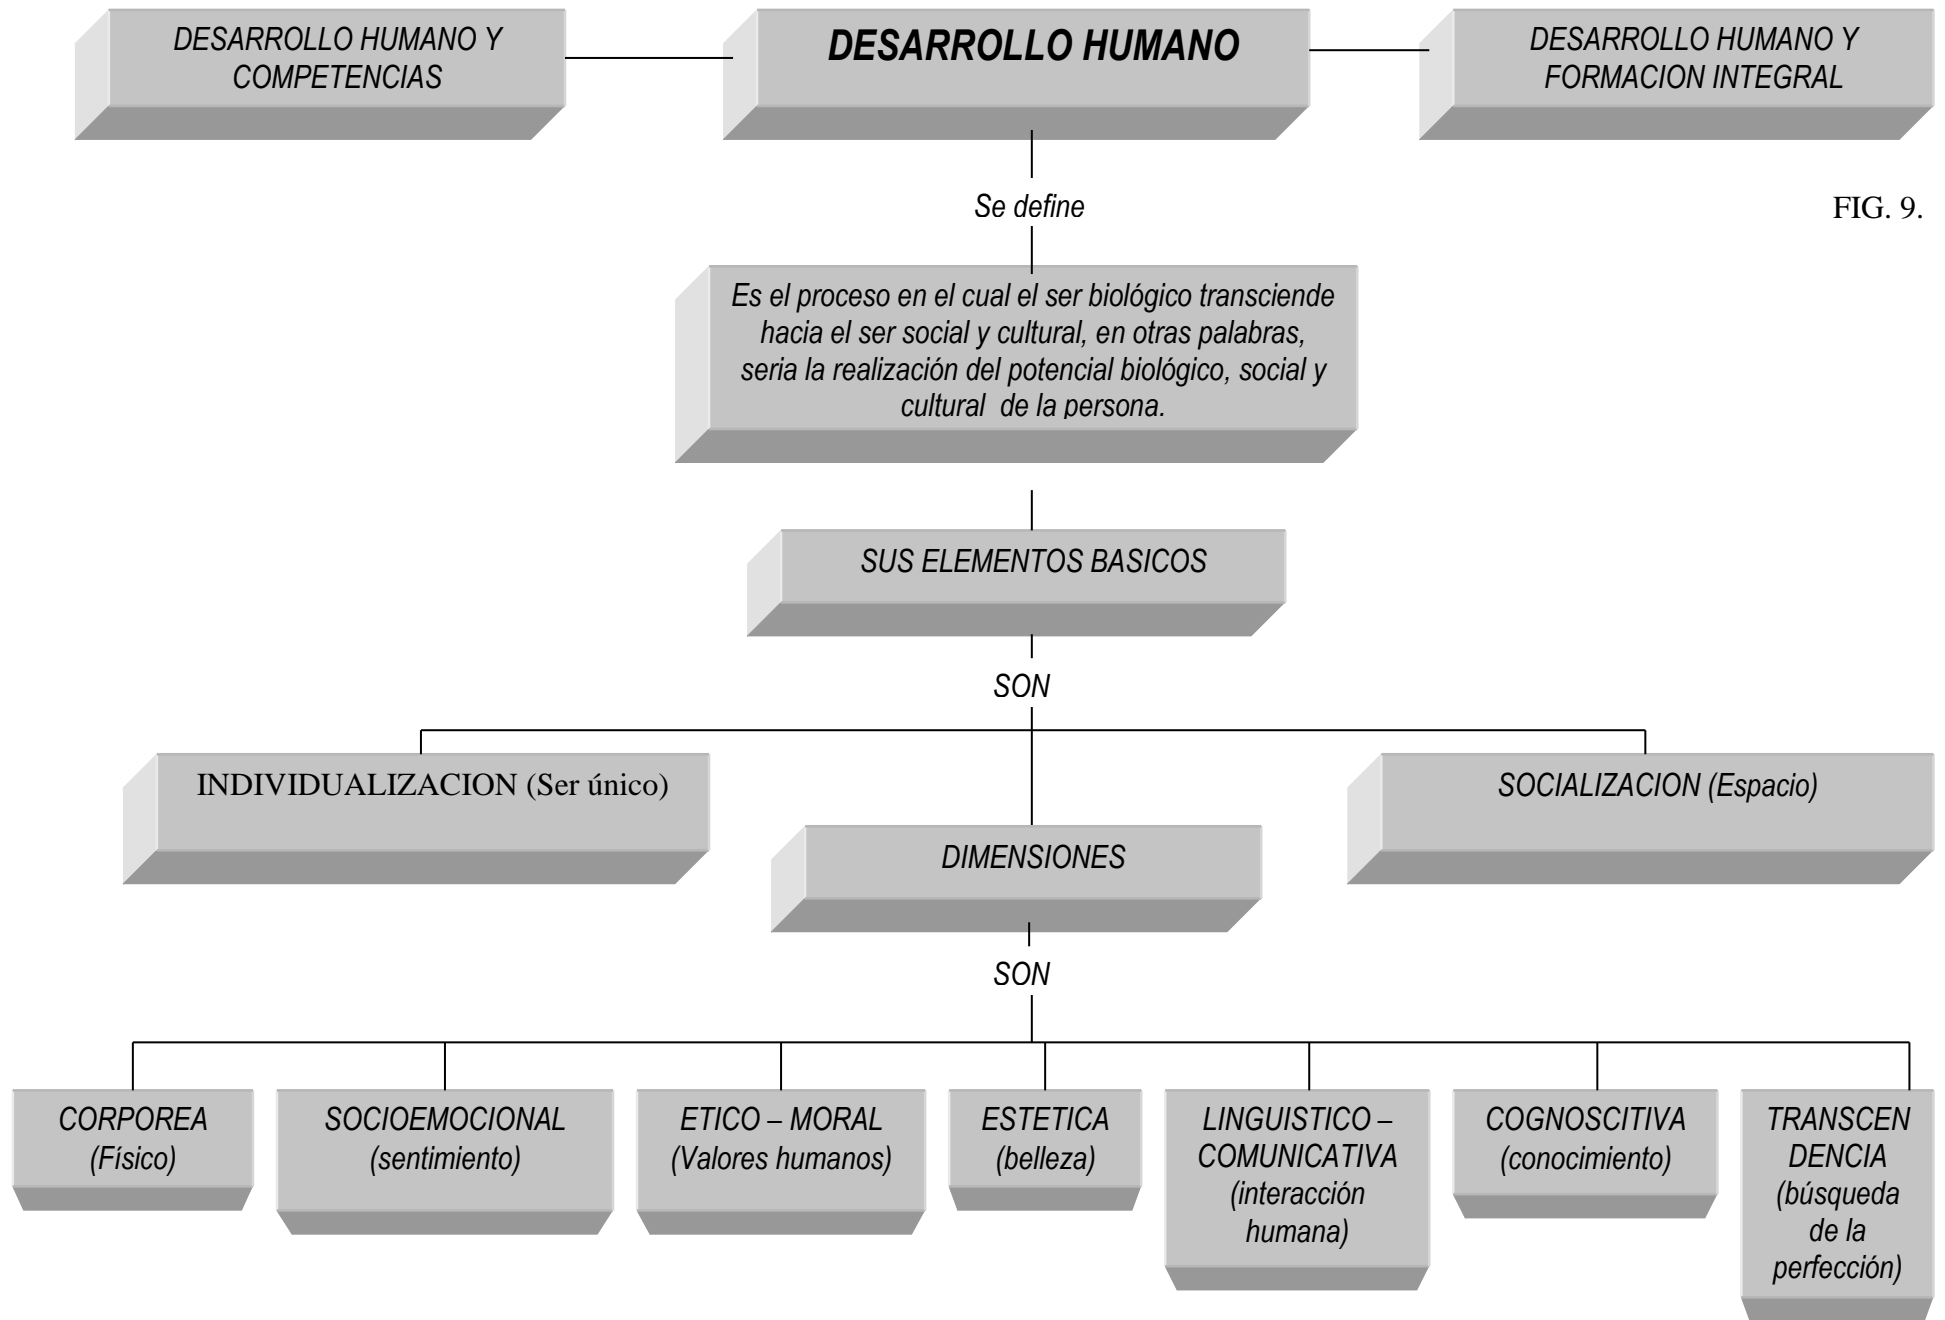 DESARROLLO HUMANO Y
COMPETENCIAS
DESARROLLO HUMANO
DESARROLLO HUMANO Y
FORMACION INTEGRAL
Se define
FIG. 9.
Es el proceso en el cual el ser biológico transciende
hacia el ser social y cultural, en otras palabras,
seria la realización del potencial biológico, social y
cultural de la persona.
SUS ELEMENTOS BASICOS
SON
INDIVIDUALIZACION (Ser único)
SOCIALIZACION (Espacio)
DIMENSIONES
SON
CORPOREA
(Físico)
SOCIOEMOCIONAL
(sentimiento)
ETICO – MORAL
(Valores humanos)
ESTETICA
(belleza)
LINGUISTICO –
COMUNICATIVA
(interacción
humana)
COGNOSCITIVA
(conocimiento)
TRANSCEN
DENCIA
(búsqueda
de la
perfección)